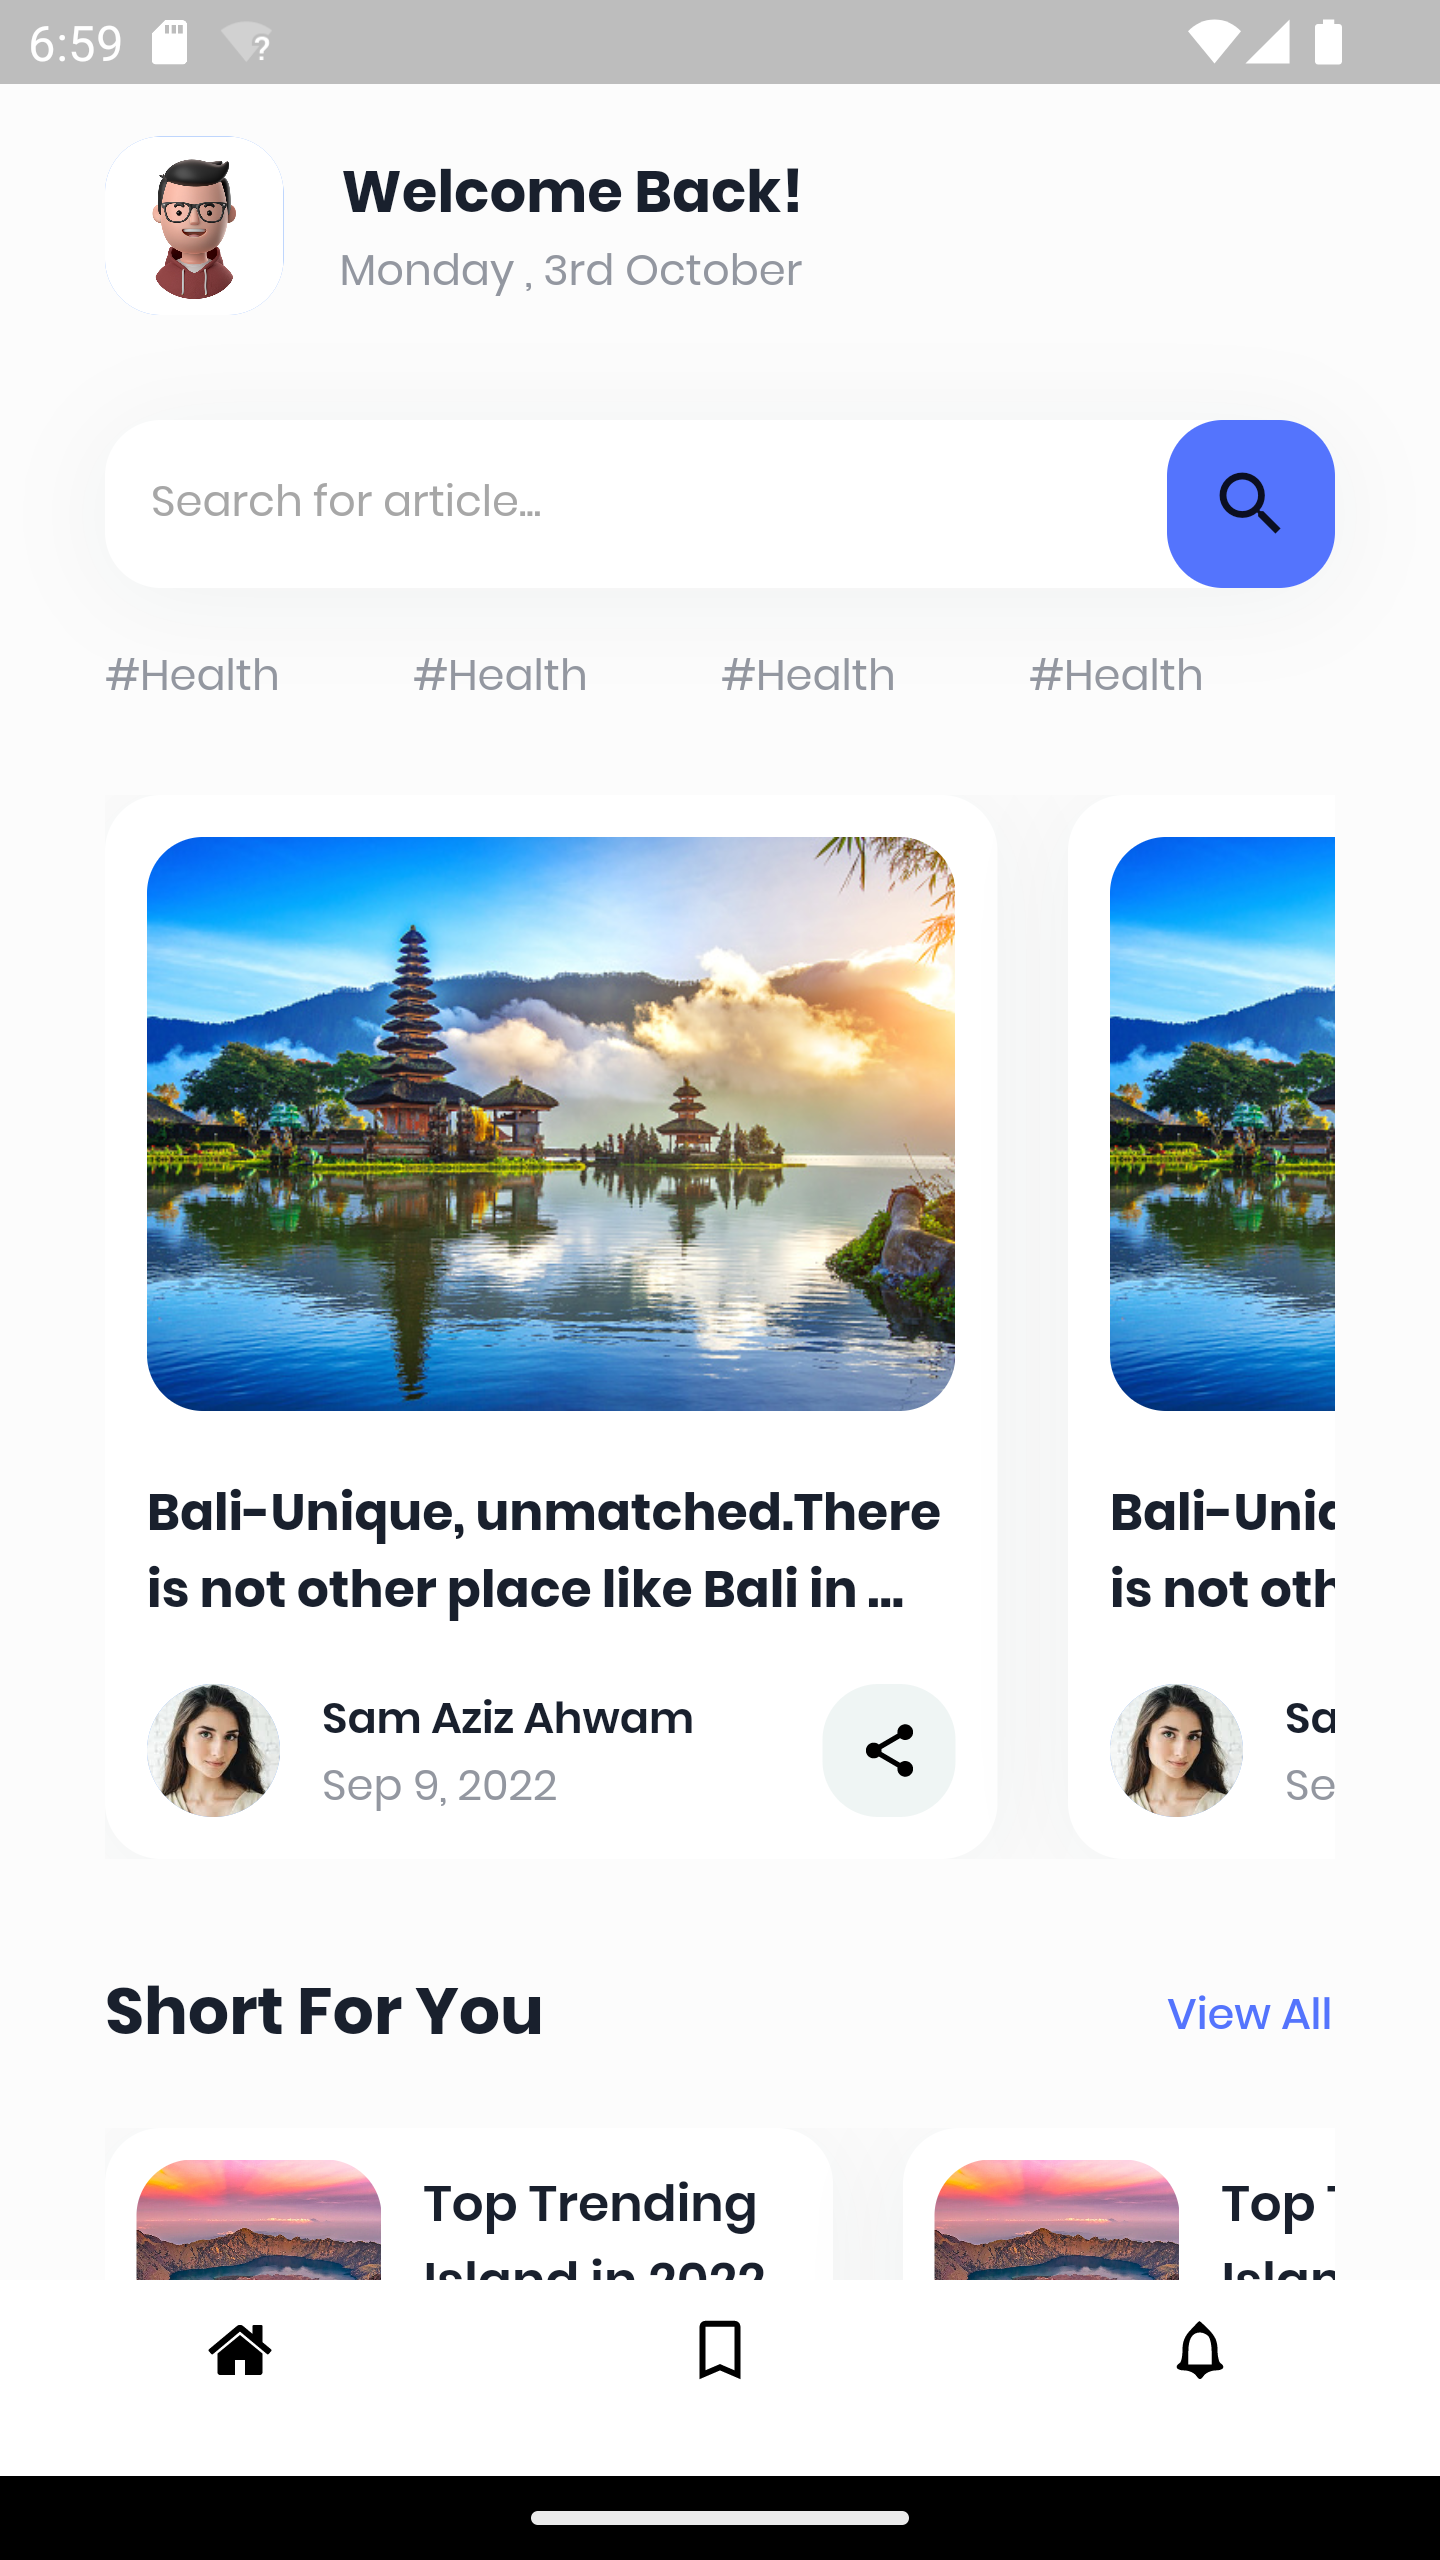 6:59
Welcome Back!
Monday , 3rd October
Search for article...
#Health #Health #Health #Health
Bali-Unique, unmatched.There
is not other place like Bali in ...
Sam Aziz Ahwam
Sep 9, 2022
Bali-Uniq
is not oth
Sa
Se
Short For You
View All
Top Trending
Island in 2022
Top T
Islan